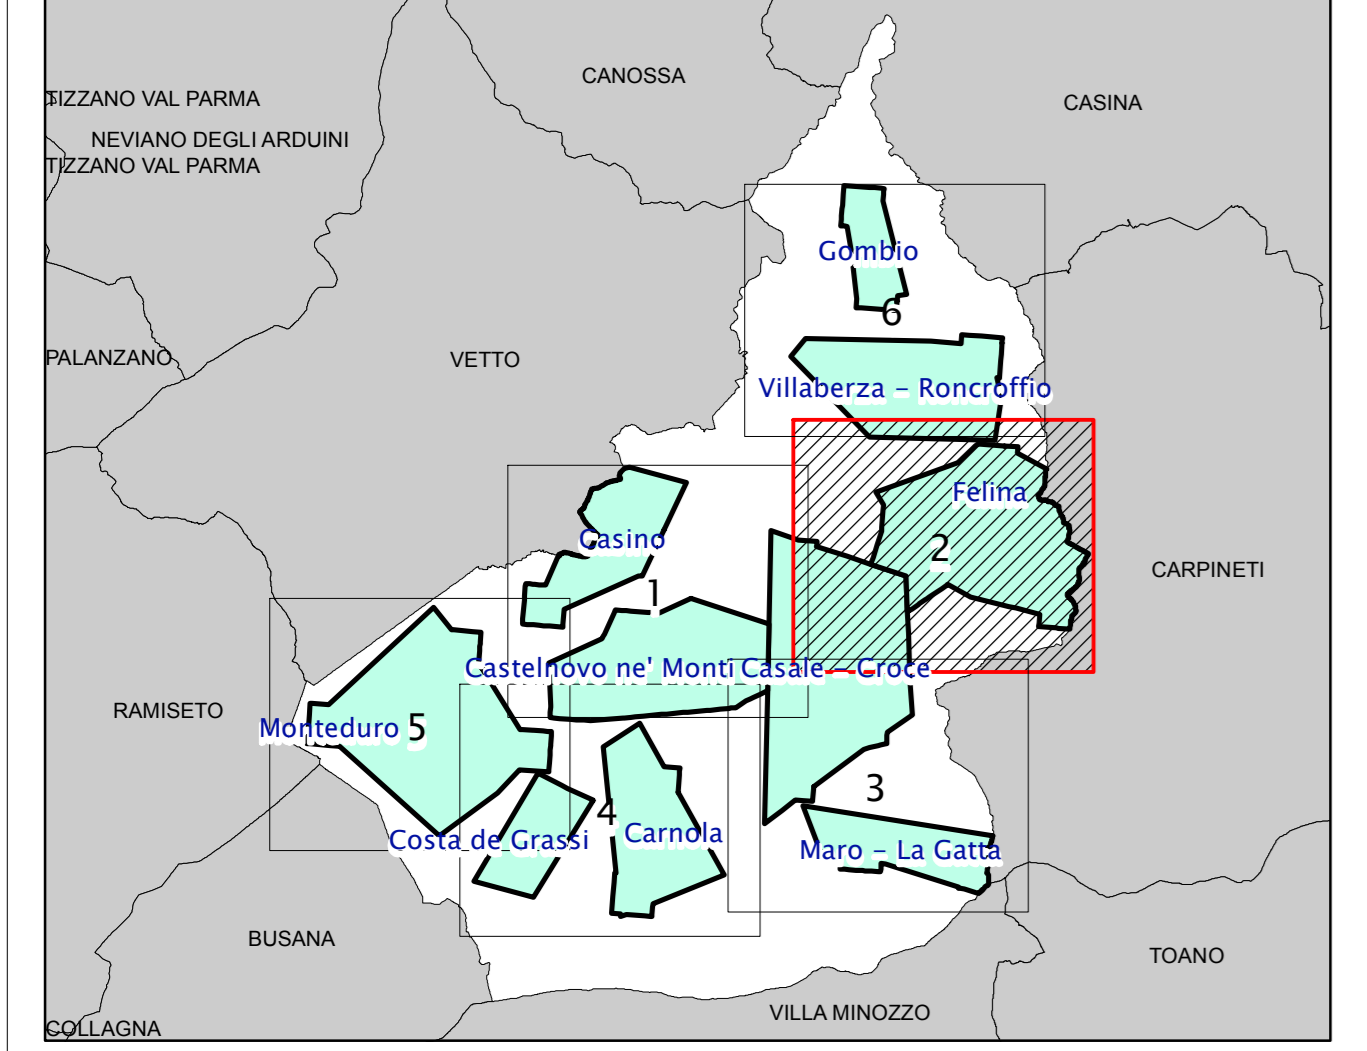 CANOSSA
TIZZANO VAL PARMA
CASINA
NEVIANO DEGLI ARDUINI
TIZZANO VAL PARMA
Gombio
6
PALANZANO
VETTO
Villaberza - Roncroffio
Felina
Casino
2
CARPINETI
1
Castelnovo ne' Monti
Casale - Croce
RAMISETO
Monteduro
5
3
4
Costa de Grassi
Carnola
Maro - La Gatta
BUSANA
TOANO
VILLA MINOZZO
COLLAGNA